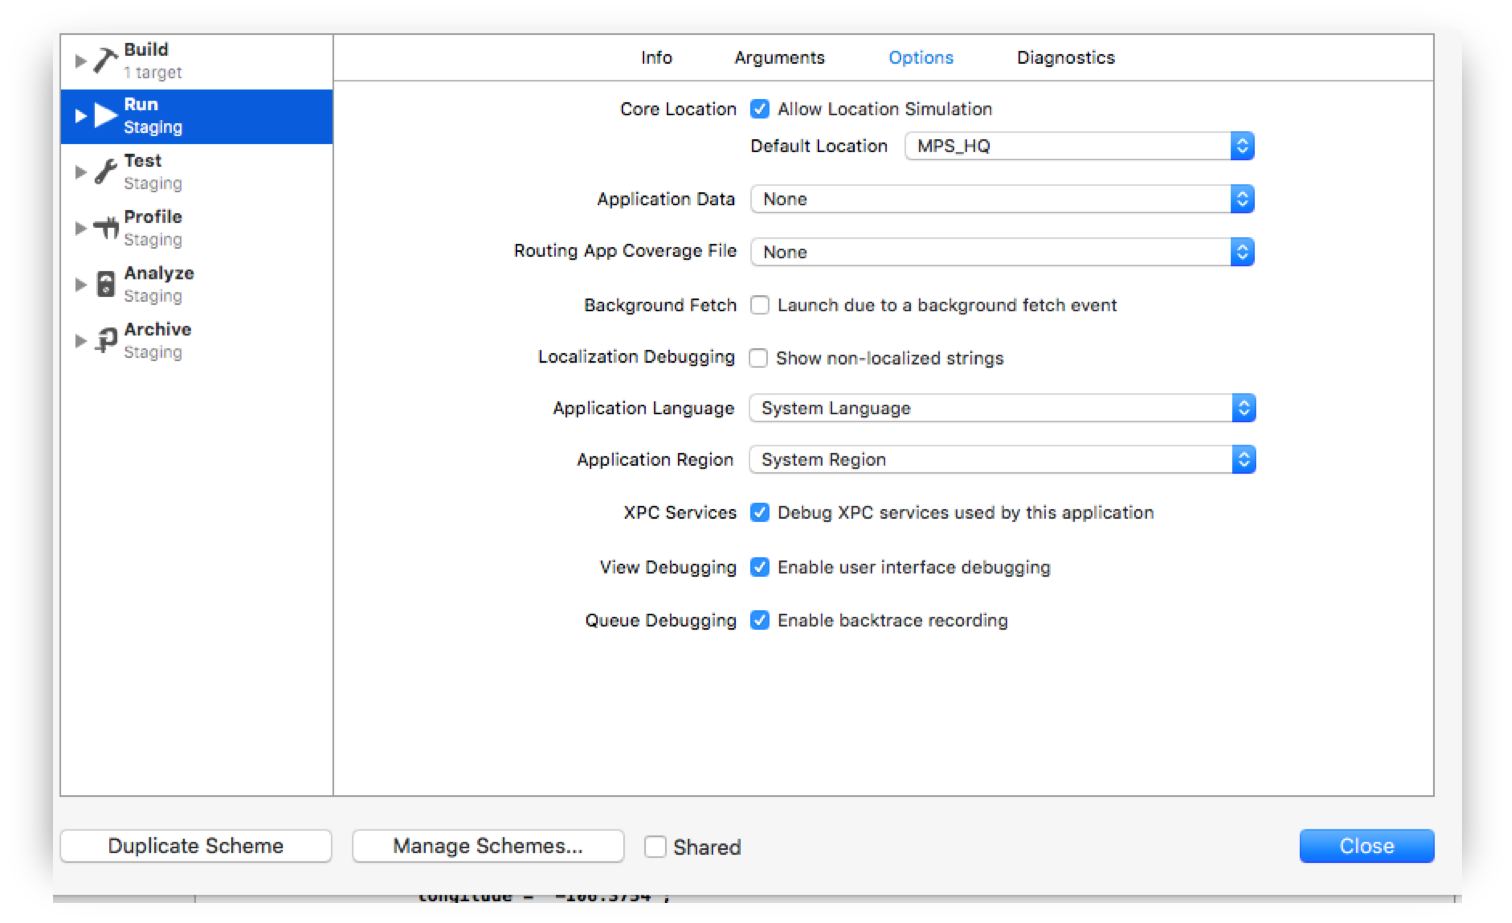 Build
1 target
Run
Staging
Test
Staging
Profile
Staging
Analyze
Staging
Archive
Staging
Info Arguments Options Diagnostics
Core Location Allow Location Simulation
Default Location MPS_HQ
Application Data None
Routing App Coverage File None
Background Fetch Launch due to a background fetch event
Localization Debugging Show non-localized strings
Application Language System Language
Application Region System Region
XPC Services Debug XPC services used by this application
View Debugging Enable user interface debugging
Queue Debugging Enable backtrace recording
Duplicate Scheme Manage Schemes... Shared Close
longitude =